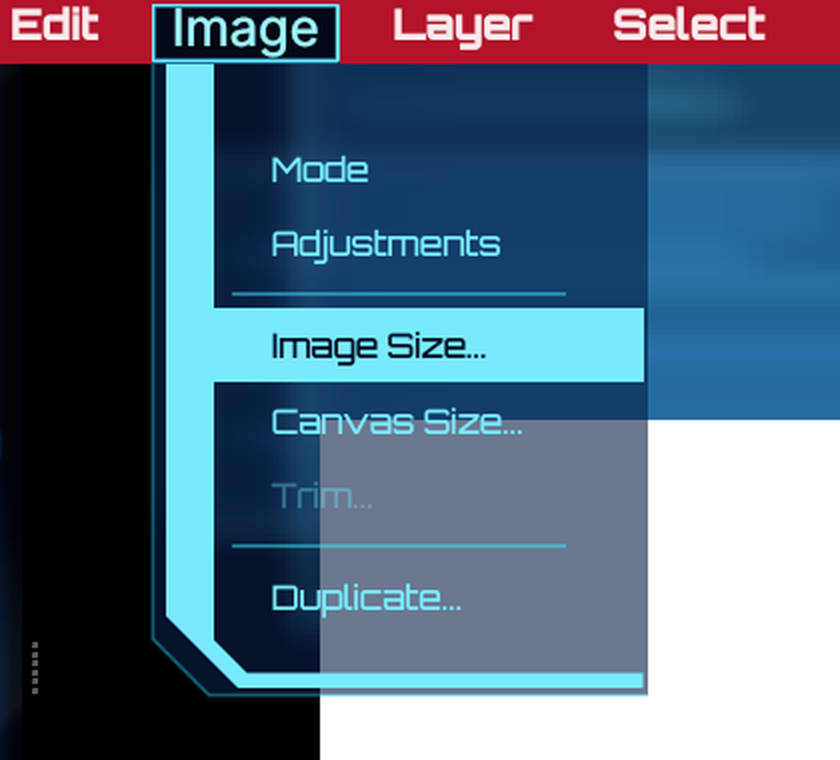 Edit Image Layer Select
Mode
Adjustments
Image Size...
Canvas Size...
Trim...
Duplicate...